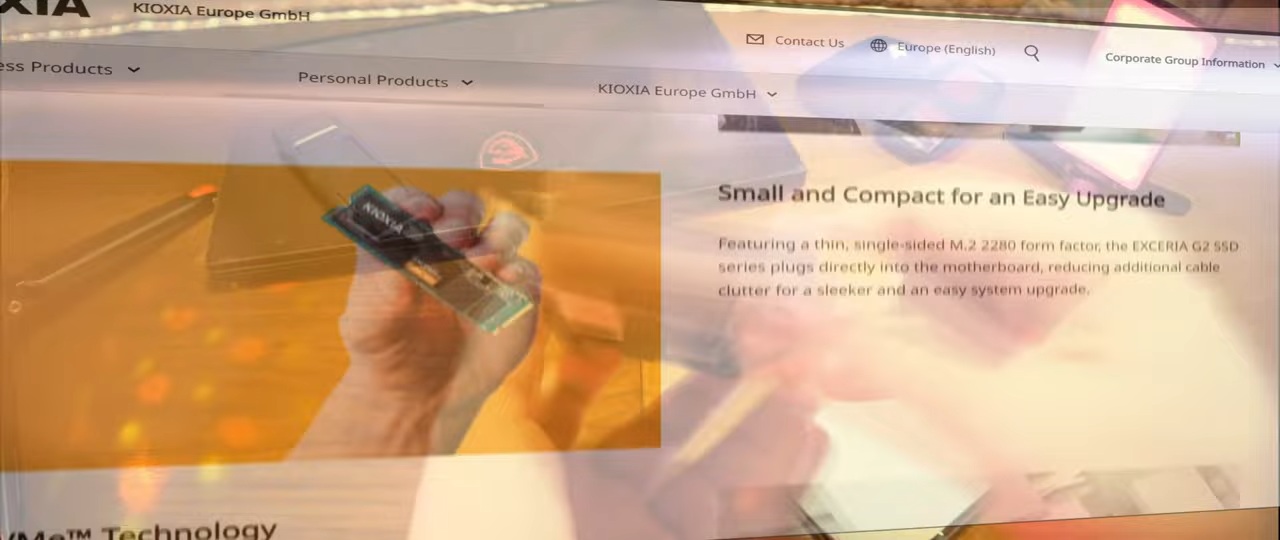 KIOXIA Europe GmbH
Contact Us
Europe (English)
Corporate Group Information
Products
Personal Products
KIOXIA Europe GmbH
KIOXIA
Small and Compact for an Easy Upgrade
Featuring a thin, single-sided M.2 2280 form factor, the EXCERIA G2 SSD
series plugs directly into the motherboard, reducing additional cable
clutter for a sleeker and an easy system upgrade.
Technology